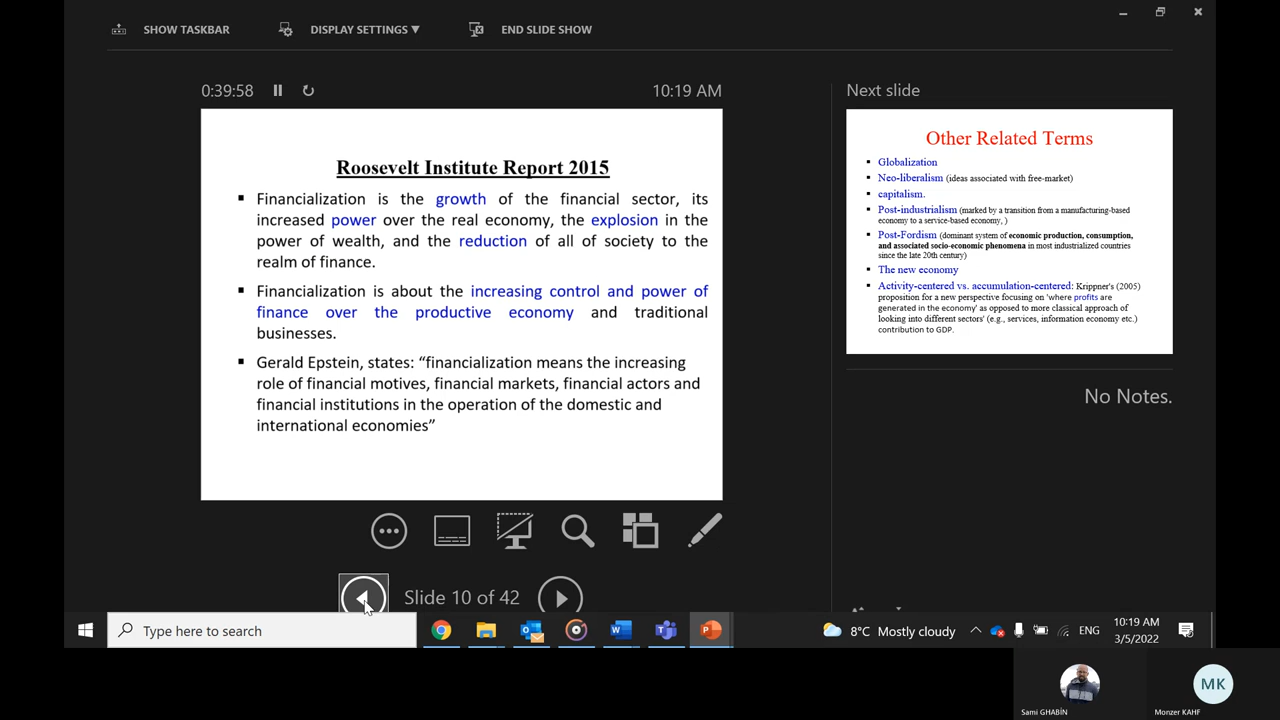 SHOW TASKBAR
DISPLAY SETTINGS ▼
END SLIDE SHOW
0:39:58
10:19 AM
Roosevelt Institute Report 2015
▪ Financialization is the growth of the financial sector, its
increased power over the real economy, the explosion in the
power of wealth, and the reduction of all of society to the
realm of finance.
▪ Financialization is about the increasing control and power of
finance over the productive economy and traditional
businesses.
▪ Gerald Epstein, states: “financialization means the increasing
role of financial motives, financial markets, financial actors and
financial institutions in the operation of the domestic and
international economies”
Slide 10 of 42
Next slide
Other Related Terms
▪ Globalization
▪ Neo-liberalism (ideas associated with free-market)
▪ capitalism.
▪ Post-industrialism (marked by a transition from a manufacturing-based
economy to a service-based economy, )
▪ Post-Fordism (dominant system of economic production, consumption,
and associated socio-economic phenomena in most industrialized countries
since the late 20th century)
▪ The new economy
▪ Activity-centered vs. accumulation-centered: Krippner's (2005)
proposition for a new perspective focusing on 'where profits are
generated in the economy' as opposed to more classical approach of
looking into different sectors' (e.g., services, information economy etc.)
contribution to GDP.
No Notes.
Type here to search
8°C Mostly cloudy
ENG
10:19 AM
3/5/2022
MK
Sami GHABİN
Monzer KAHF